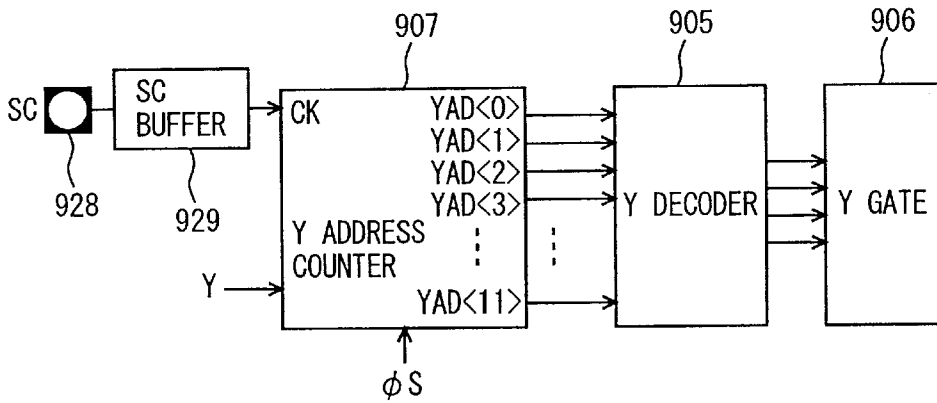 907
905
906
SC
SC
BUFFER
CK
YAD<0>
YAD<1>
YAD<2>
YAD<3>
928
929
Y ADDRESS
COUNTER
Y DECODER
Y GATE
Y
YAD<11>
φS